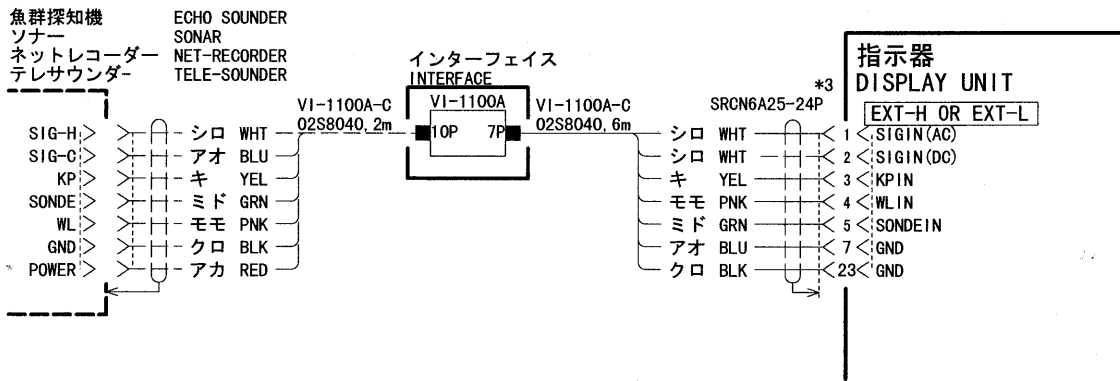 魚群探知機 ECHO SOUNDER
ソナー SONAR
ネットレコーダー NET-RECORDER
テレサウンダー TELE-SOUNDER
インターフェイス
INTERFACE
VI-1100A
10P 7P
VI-1100A-C
02S8040, 2m
VI-1100A-C
02S8040, 6m
*3
SRCN6A25-24P
指示器
DISPLAY UNIT
EXT-H OR EXT-L
SIG-H シロ WHT
SIG-C アオ BLU
KP キ YEL
SONDE ミドリ GRN
WL モモ PNK
GND クロ BLK
POWER アカ RED
シロ WHT 1 SIGIN(AC)
シロ WHT 2 SIGIN(DC)
キ YEL 3 KPIN
モモ PNK 4 WLIN
ミドリ GRN 5 SONDEIN
アオ BLU 7 GND
クロ BLK 23 GND